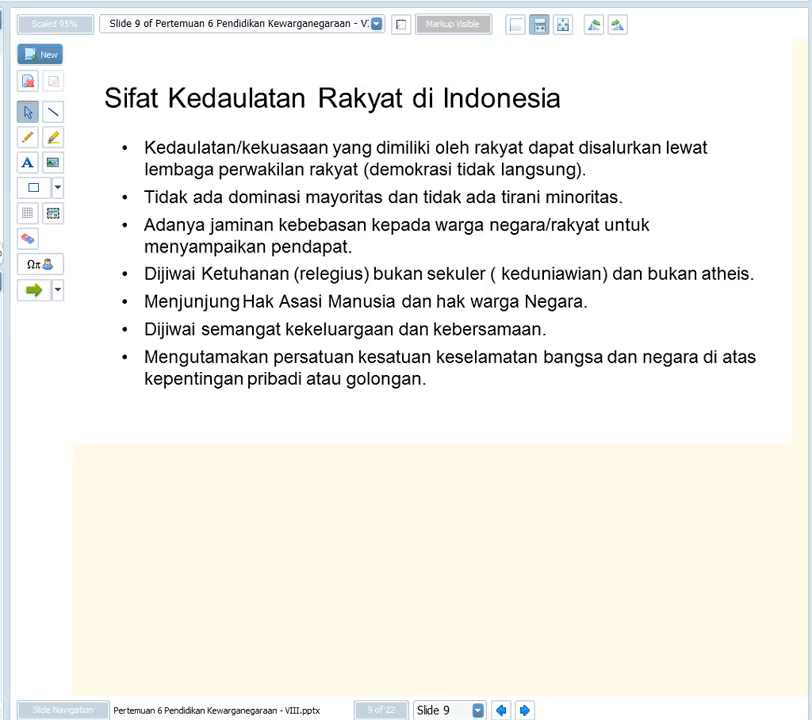 Scaled 95%
Slide 9 of Pertemuan 6 Pendidikan Kewarganegaraan - V
Markup Visible
New
Sifat Kedaulatan Rakyat di Indonesia
• Kedaulatan/kekuasaan yang dimiliki oleh rakyat dapat disalurkan lewat
lembaga perwakilan rakyat (demokrasi tidak langsung).
• Tidak ada dominasi mayoritas dan tidak ada tirani minoritas.
• Adanya jaminan kebebasan kepada warga negara/rakyat untuk
menyampaikan pendapat.
• Dijiwai Ketuhanan (relegius) bukan sekuler ( keduniawian) dan bukan atheis.
• Menjunjung Hak Asasi Manusia dan hak warga Negara.
• Dijiwai semangat kekeluargaan dan kebersamaan.
• Mengutamakan persatuan kesatuan keselamatan bangsa dan negara di atas
kepentingan pribadi atau golongan.
A
Ωπ
Slide Navigation
Pertemuan 6 Pendidikan Kewarganegaraan - VIII.pptx
9 of 22
Slide 9